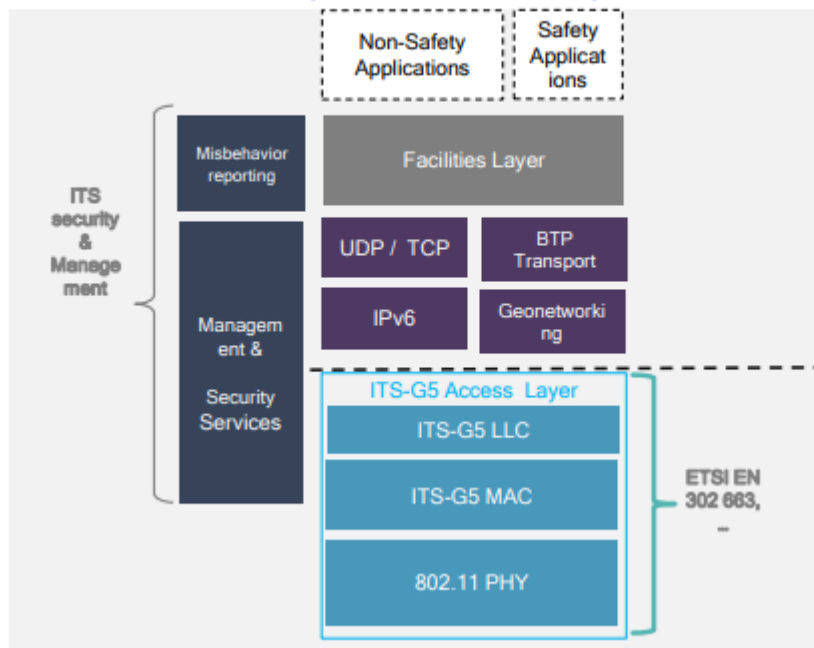 Non-Safety
Applications
Safety
Applicat
ions
Misbehavior
reporting
Facilities Layer
ITS
security
&
Manage
ment
UDP / TCP
BTP
Transport
IPv6
Geonetworki
ng
Managem
ent &
Security
Services
ITS-G5 Access Layer
ITS-G5 LLC
ITS-G5 MAC
802.11 PHY
ETSI EN
302 663,
...